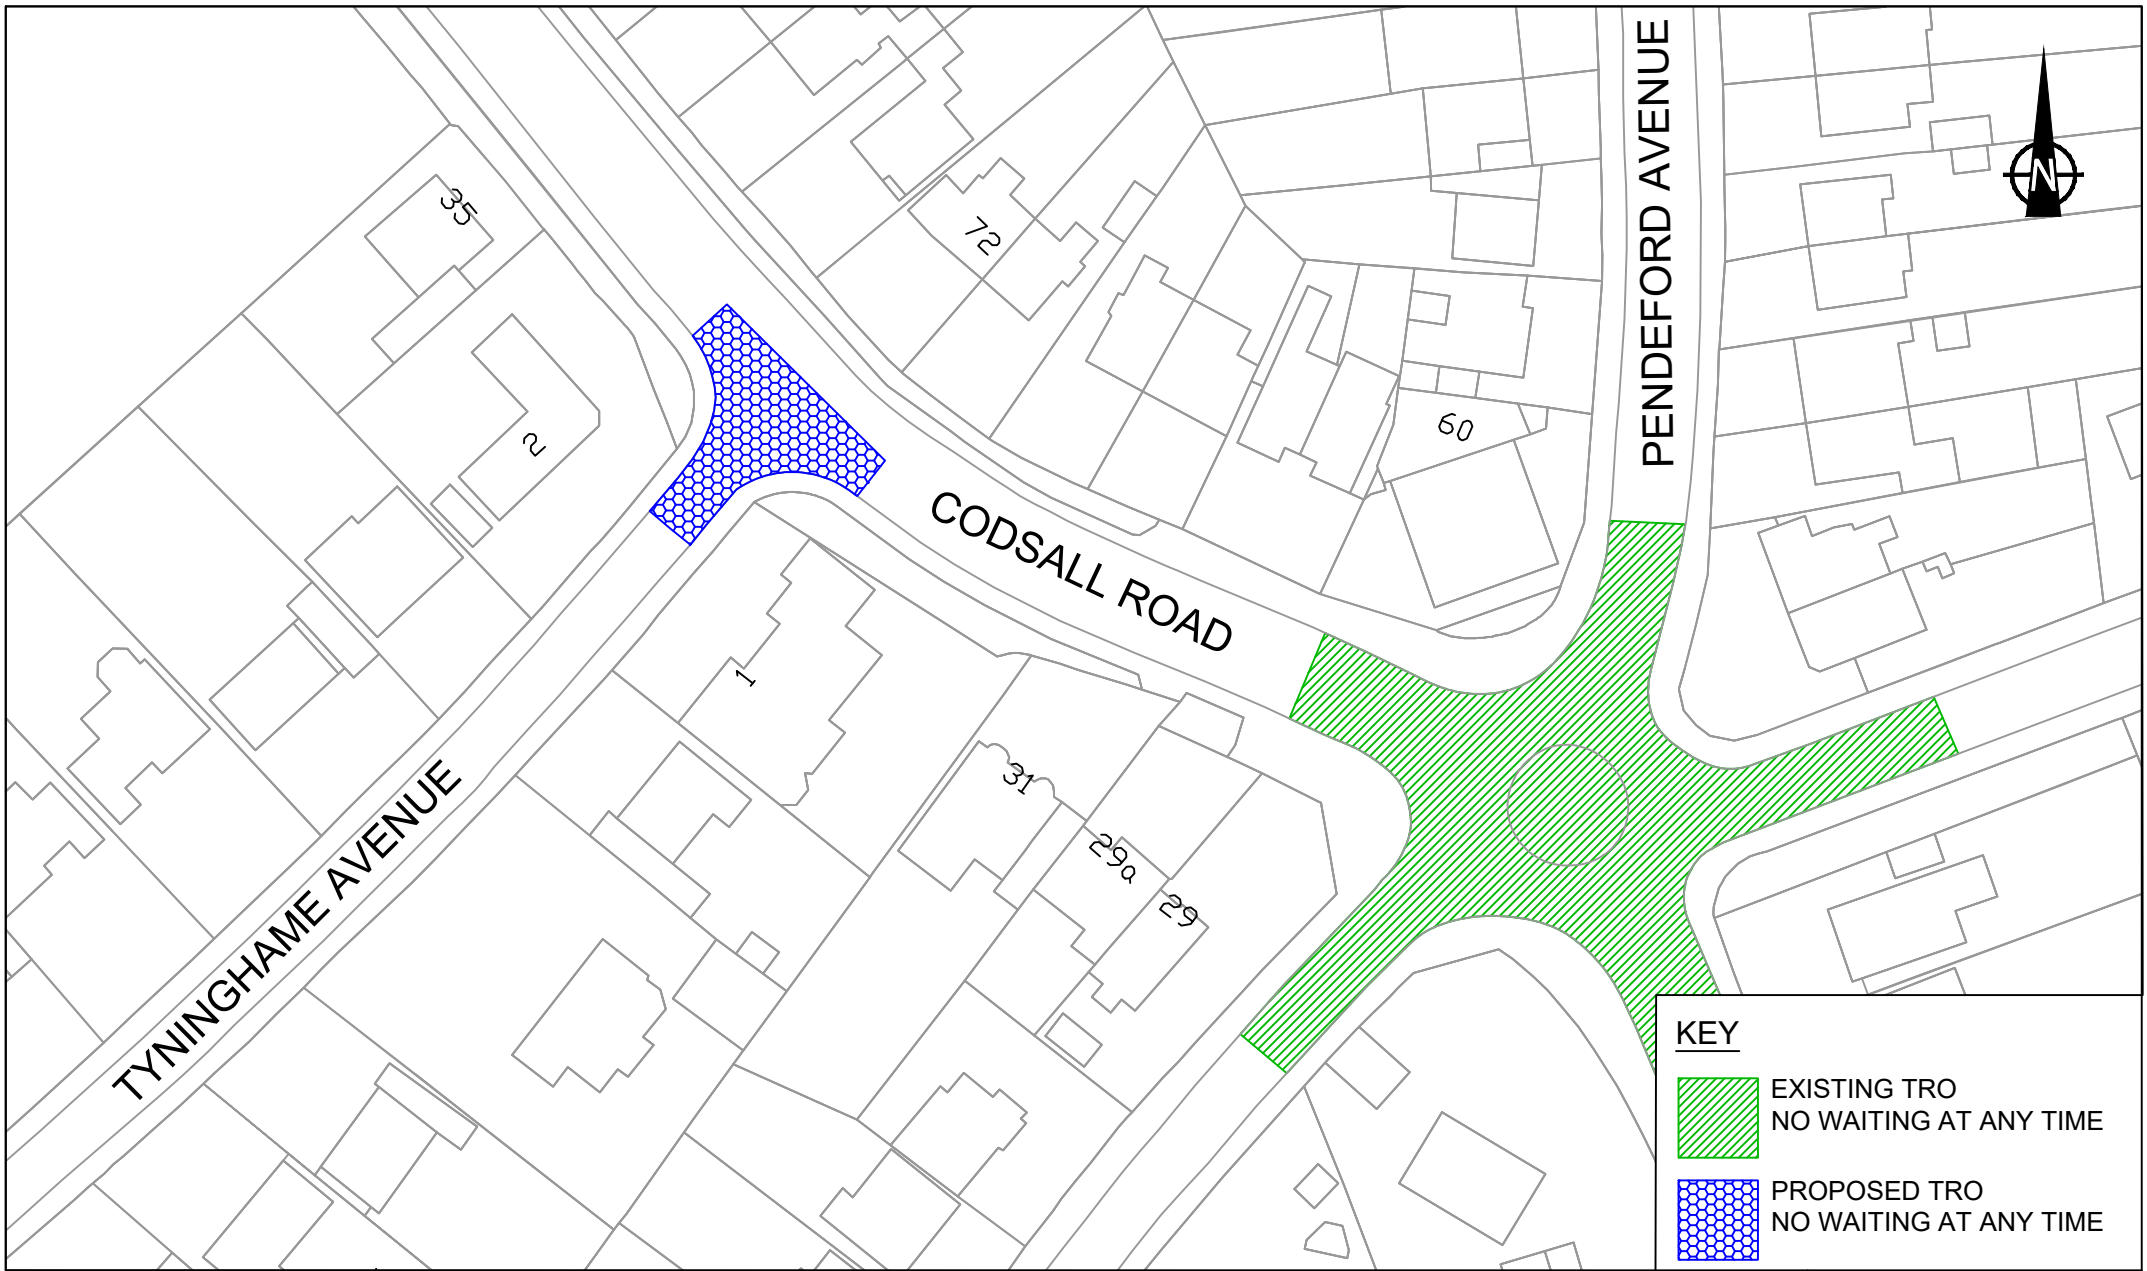 PENDEFORD AVENUE
N
35
72
2
60
CODSALL ROAD
1
31
29a
29
TYNINGHAME AVENUE
KEY
EXISTING TRO
NO WAITING AT ANY TIME
PROPOSED TRO
NO WAITING AT ANY TIME